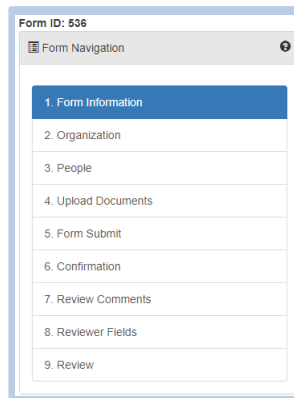 Form ID: 536
Form Navigation
1. Form Information
2. Organization
3. People
4. Upload Documents
5. Form Submit
6. Confirmation
7. Review Comments
8. Reviewer Fields
9. Review